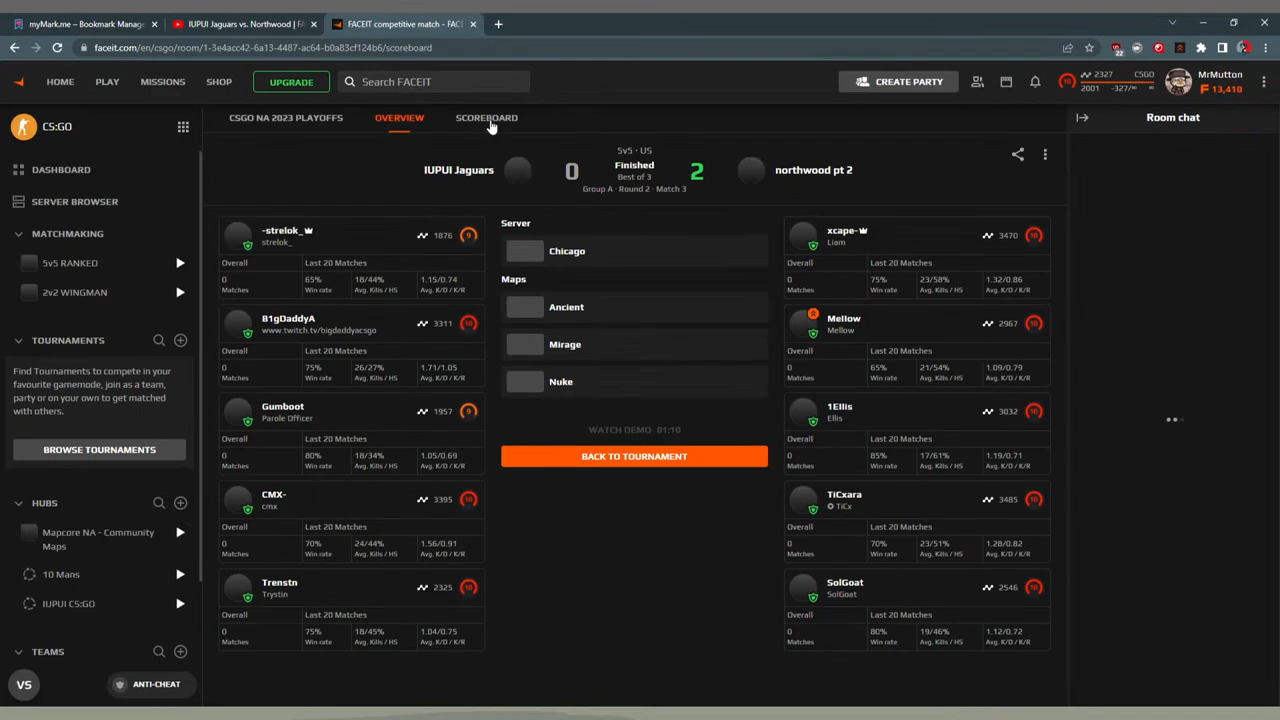 myMark.me – Bookmark Manage
IUPUI Jaguars vs. Northwood | F
FACEIT competitive match - FACE
faceit.com/en/csgo/room/1-3e4acc42-6a13-4487-ac64-b0a83cf124b6/scoreboard
22
HOME
PLAY
MISSIONS
SHOP
UPGRADE
Search FACEIT
CREATE PARTY
10
2327
CSGO
2001
-327/∞
MrMutton
13,410
CS:GO
DASHBOARD
SERVER BROWSER
MATCHMAKING
5v5 RANKED
2v2 WINGMAN
TOURNAMENTS
Find Tournaments to compete in your
favourite gamemode, join as a team,
party or on your own to get matched
with others.
BROWSE TOURNAMENTS
HUBS
Mapcore NA - Community
Maps
10 Mans
IUPUI CS:GO
TEAMS
VS
ANTI-CHEAT
CSGO NA 2023 PLAYOFFS
OVERVIEW
SCOREBOARD
IUPUI Jaguars
0
5v5 - US
Finished
Best of 3
Group A · Round 2 · Match 3
2
northwood pt 2
-strelok_
strelok_
1876
9
Overall
Last 20 Matches
0
65%
18/44%
1.15/0.74
Matches
Win rate
Avg. Kills / HS
Avg. K/D / K/R
B1gDaddyA
www.twitch.tv/bigdaddyacsgo
3311
10
Overall
Last 20 Matches
0
75%
26/27%
1.71/1.05
Matches
Win rate
Avg. Kills / HS
Avg. K/D / K/R
Gumboot
Parole Officer
1957
9
Overall
Last 20 Matches
0
80%
18/34%
1.05/0.69
Matches
Win rate
Avg. Kills / HS
Avg. K/D / K/R
CMX-
cmx
3395
10
Overall
Last 20 Matches
0
70%
24/44%
1.56/0.91
Matches
Win rate
Avg. Kills / HS
Avg. K/D / K/R
Trenstn
Trystin
2325
10
Overall
Last 20 Matches
0
75%
18/45%
1.04/0.75
Matches
Win rate
Avg. Kills / HS
Avg. K/D / K/R
Server
Chicago
Maps
Ancient
Mirage
Nuke
WATCH DEMO 01:10
BACK TO TOURNAMENT
xcape-
Liam
3470
10
Overall
Last 20 Matches
0
75%
23/58%
1.32/0.86
Matches
Win rate
Avg. Kills / HS
Avg. K/D / K/R
Mellow
Mellow
2967
10
Overall
Last 20 Matches
0
65%
21/54%
1.09/0.79
Matches
Win rate
Avg. Kills / HS
Avg. K/D / K/R
1Ellis
Ellis
3032
10
Overall
Last 20 Matches
0
85%
17/61%
1.19/0.71
Matches
Win rate
Avg. Kills / HS
Avg. K/D / K/R
TiCxara
TiCx
3485
10
Overall
Last 20 Matches
0
70%
23/51%
1.28/0.82
Matches
Win rate
Avg. Kills / HS
Avg. K/D / K/R
SolGoat
SolGoat
2546
10
Overall
Last 20 Matches
0
80%
19/46%
1.12/0.72
Matches
Win rate
Avg. Kills / HS
Avg. K/D / K/R
Room chat